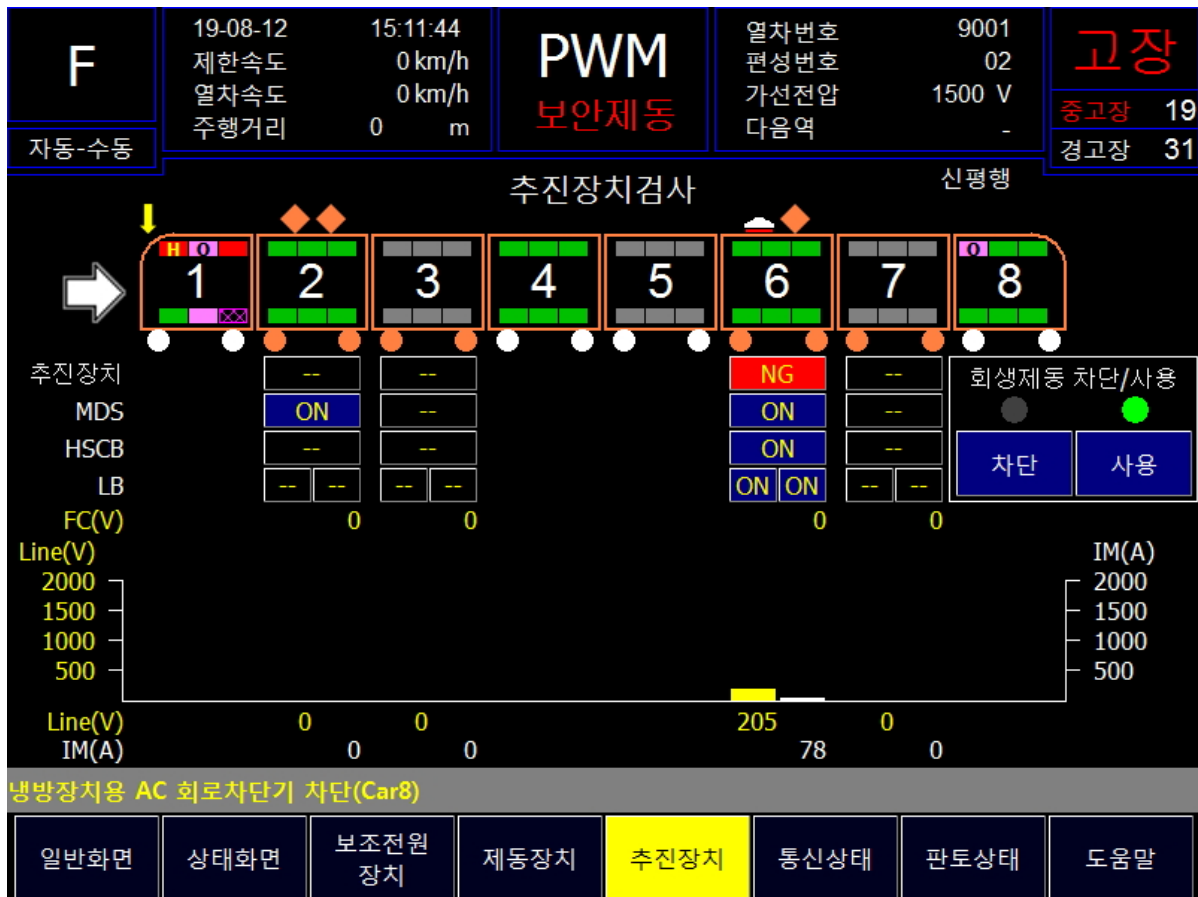 F
자동-수동
19-08-12 15:11:44
제한속도 0 km/h
열차속도 0 km/h
주행거리 0 m
PWM
보안제동
열차번호 9001
편성번호 02
가선전압 1500 V
다음역 -
고장
중고장 19
경고장 31
추진장치검사
신평행
H O
O
1 2 3 4 5 6 7 8
추진장치 -- -- NG --
MDS ON -- ON --
HSCB -- -- ON --
LB -- -- -- -- ON ON -- --
FC(V) 0 0 0 0
회생제동 차단/사용
차단 사용
Line(V) IM(A)
2000 2000
1500 1500
1000 1000
500 500
Line(V) 0 0 205 0
IM(A) 0 0 78 0
냉방장치용 AC 회로차단기 차단(Car8)
일반화면
상태화면
보조전원
장치
제동장치
추진장치
통신상태
판토상태
도움말